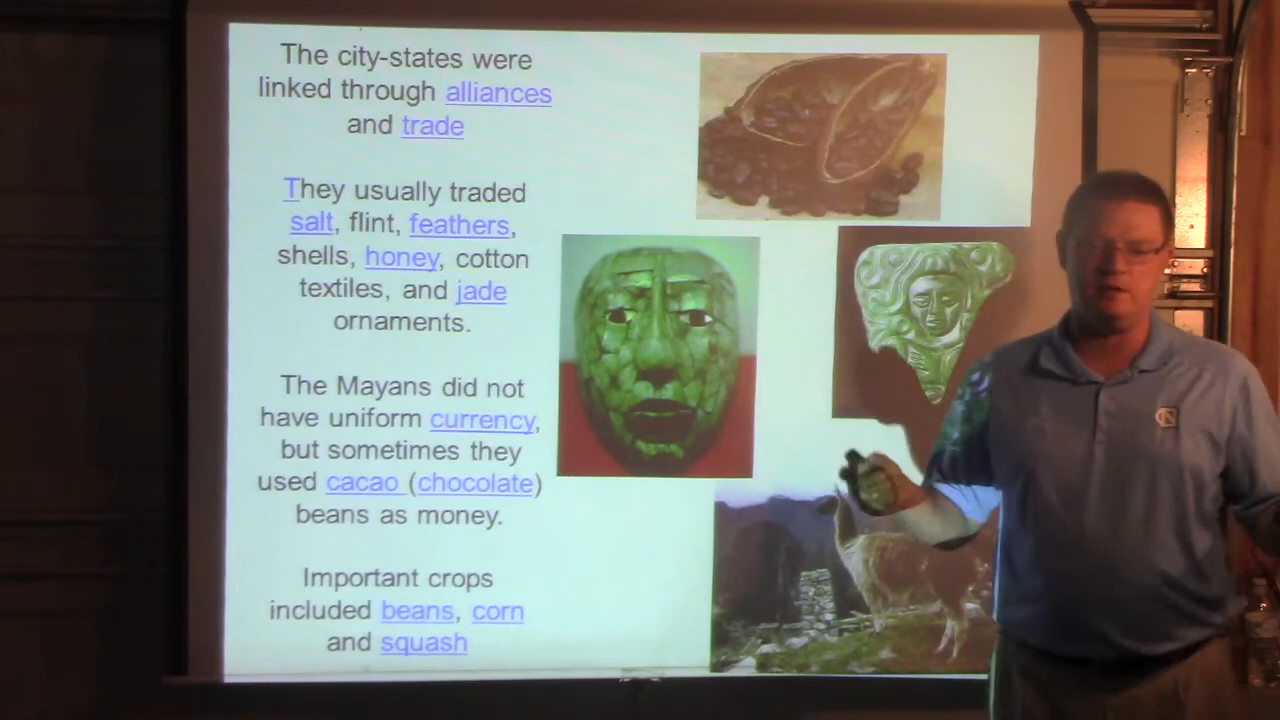 The city-states were
linked through alliances
and trade
They usually traded
salt, flint, feathers,
shells, honey, cotton
textiles, and jade
ornaments.
The Mayans did not
have uniform currency,
but sometimes they
used cacao (chocolate)
beans as money.
Important crops
included beans, corn
and squash